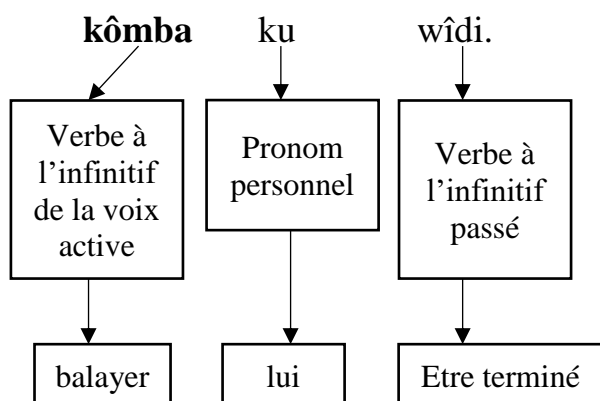 kômba ku wîdi.
Verbe à
l’infinitif
de la voix
active
Pronom
personnel
Verbe à
l’infinitif
passé
balayer
lui
Etre terminé